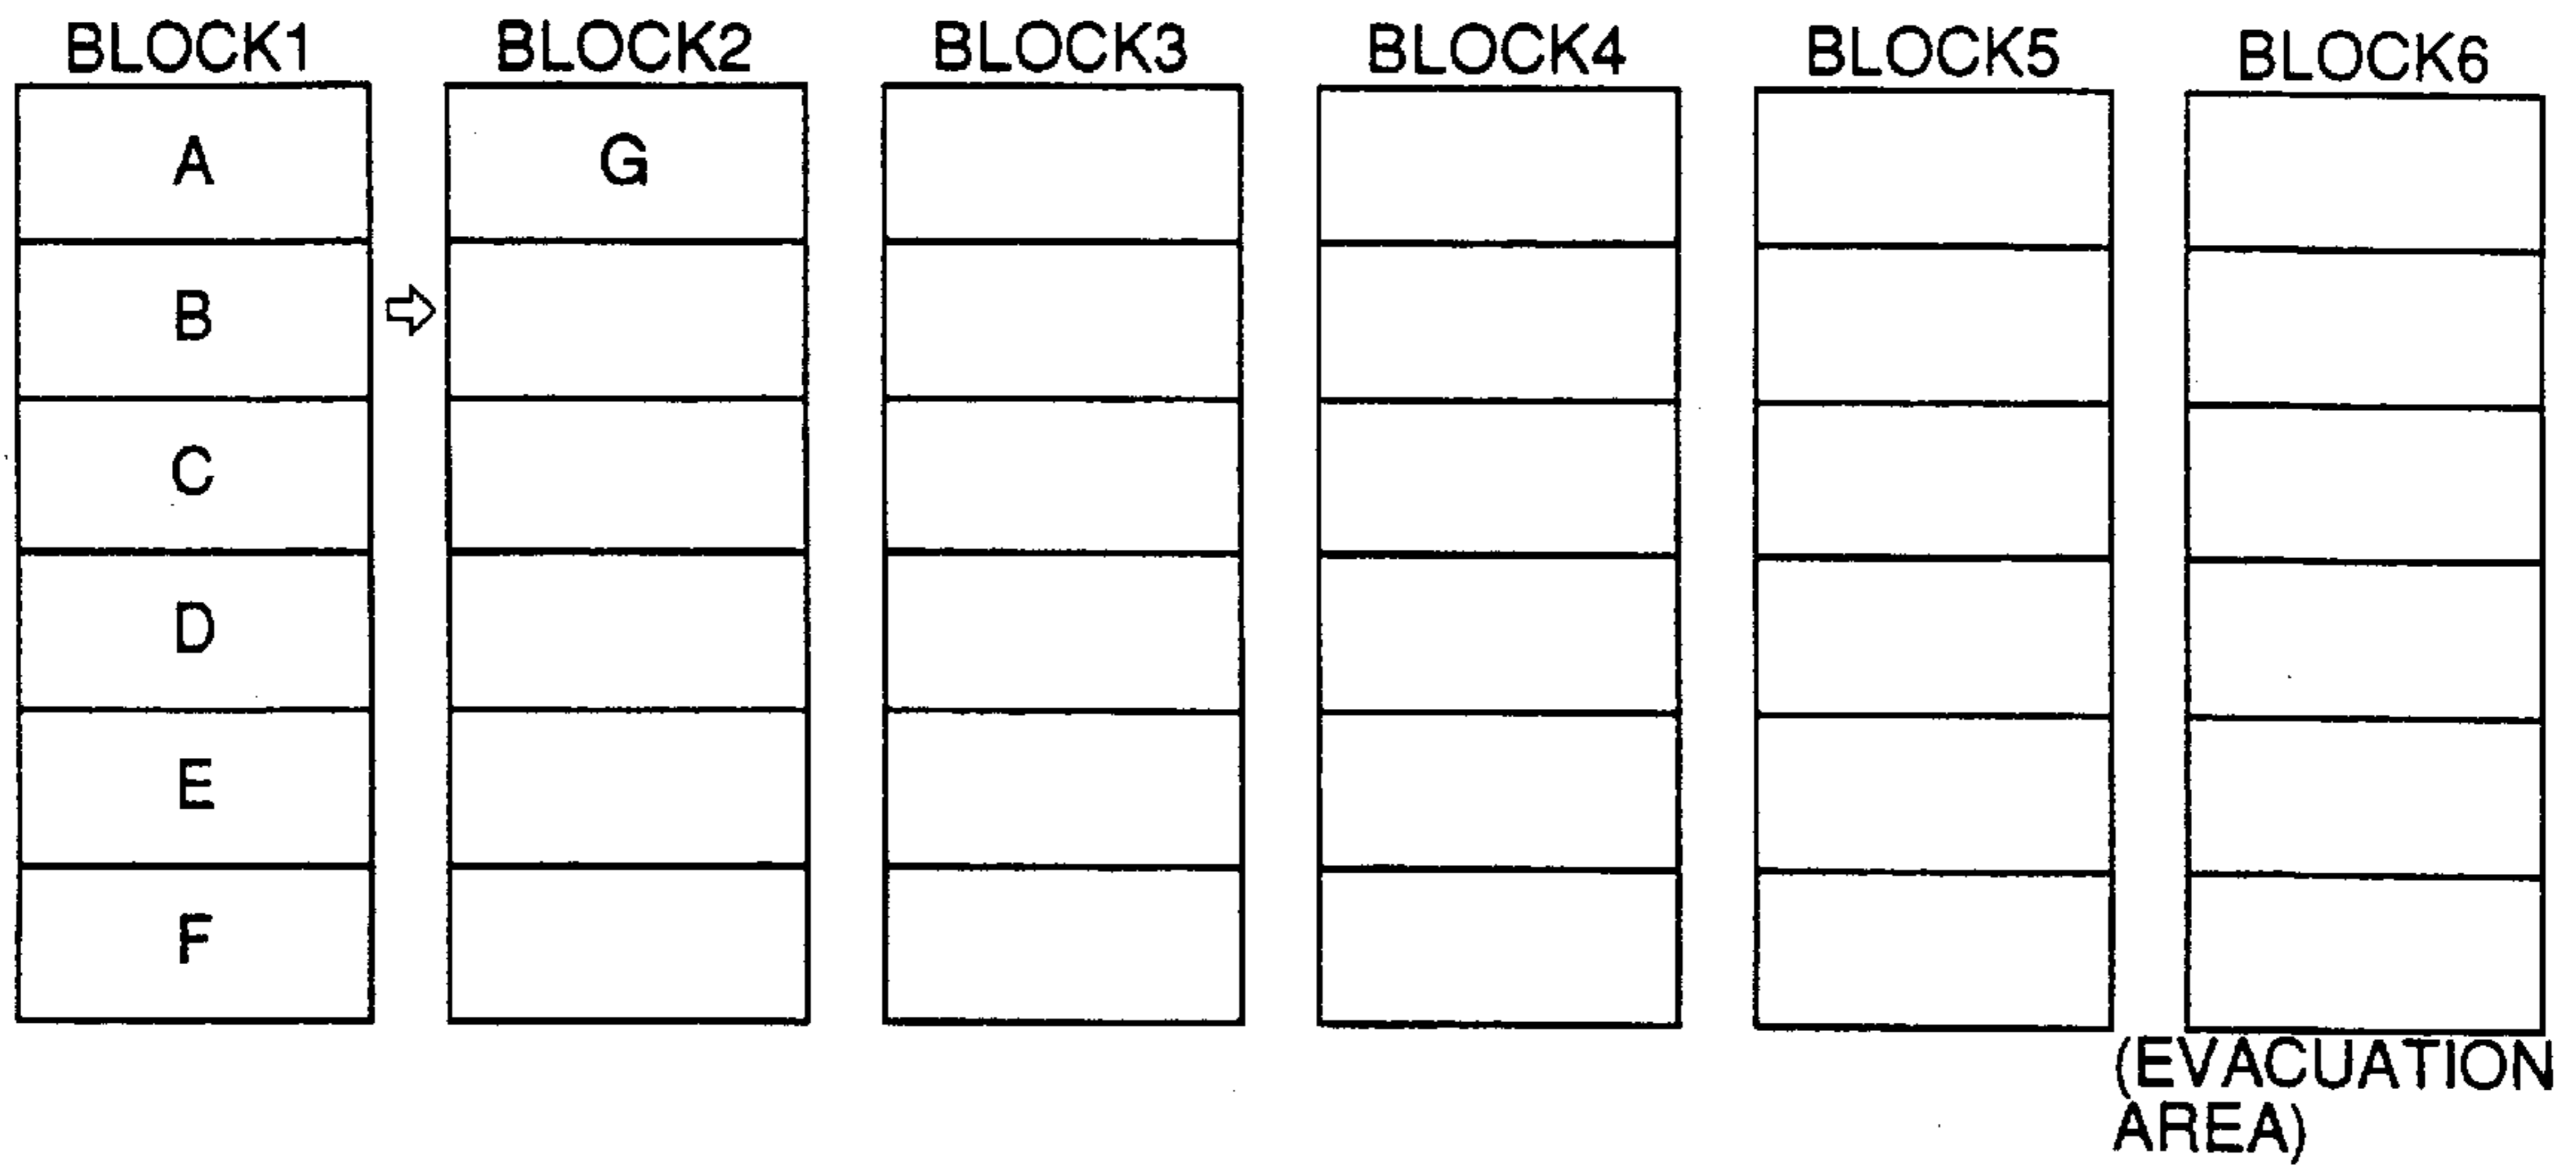 BLOCK1 BLOCK2 BLOCK3 BLOCK4 BLOCK5 BLOCK6
A G
B
C
D
E
F
(EVACUATION
AREA)